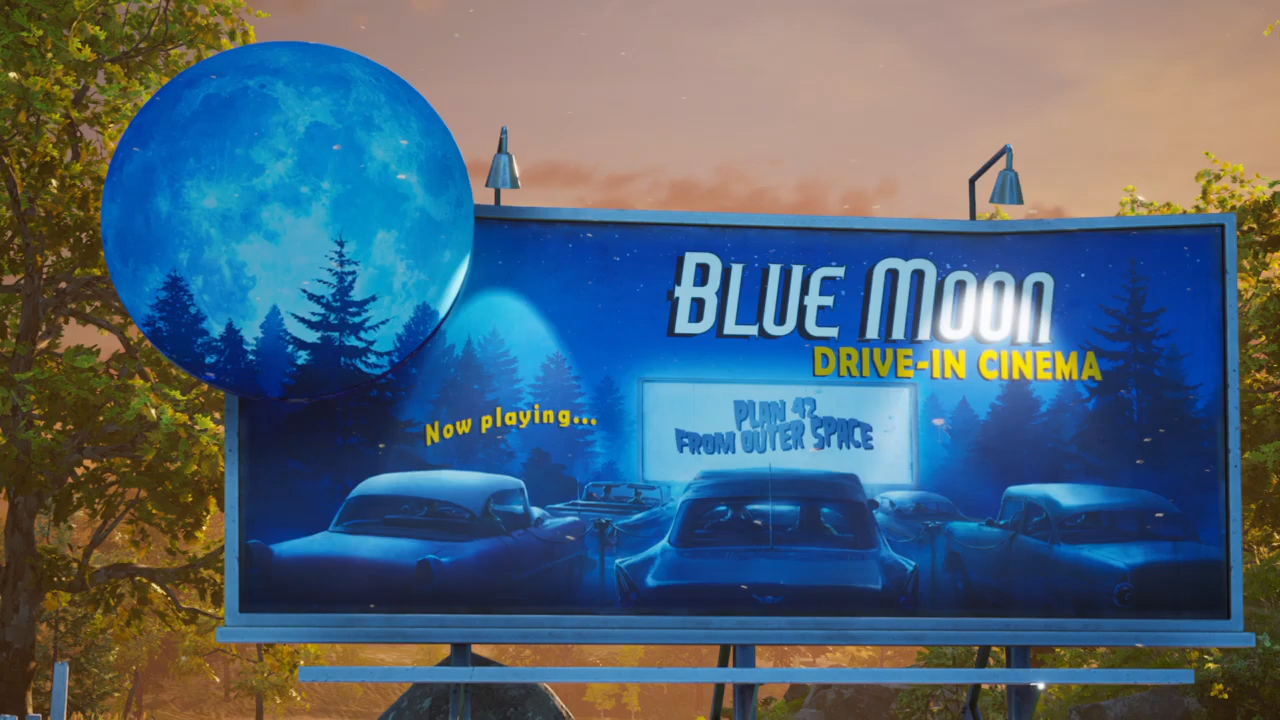 BLUE MOON
DRIVE-IN CINEMA
Now playing...
PLAN 42
FROM OUTER SPACE